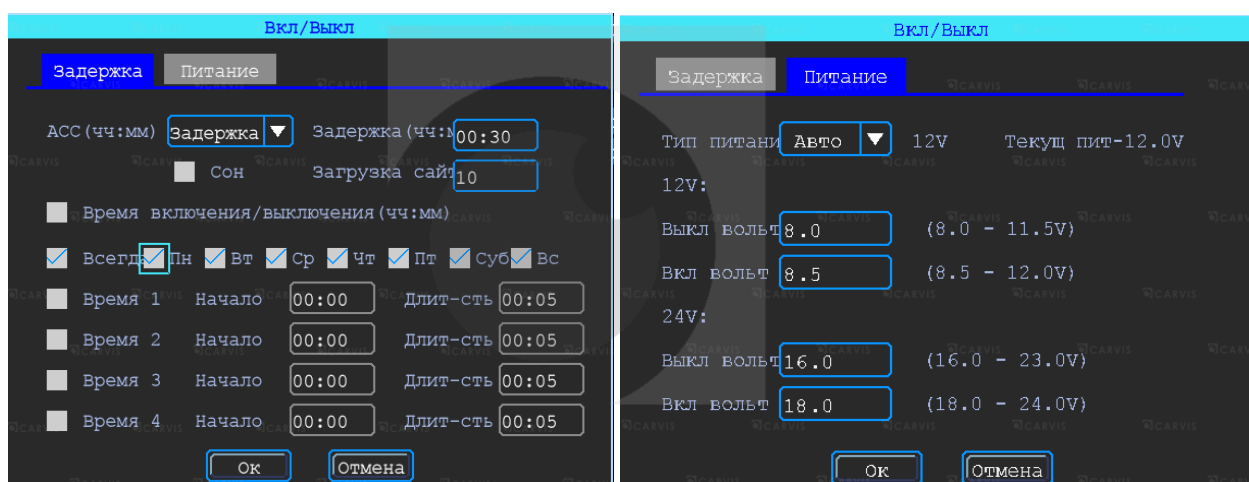 Вкл/Выкл
Задержка Питание
АСС(чч:мм) Задержка Задержка(чч:м 00:30
Сон Загрузка сайт 10
Время включения/выключения(чч:мм)
Всегда Пн Вт Ср Чт Пт Суб Вс
Время 1 Начало 00:00 Длит-сть 00:05
Время 2 Начало 00:00 Длит-сть 00:05
Время 3 Начало 00:00 Длит-сть 00:05
Время 4 Начало 00:00 Длит-сть 00:05
Ок Отмена
Вкл/Выкл
Задержка Питание
Тип питани Авто 12V Текущ пит-12.0V
12V:
Выкл вольт 8.0 (8.0 - 11.5V)
Вкл вольт 8.5 (8.5 - 12.0V)
24V:
Выкл вольт 16.0 (16.0 - 23.0V)
Вкл вольт 18.0 (18.0 - 24.0V)
Ок Отмена
CARVIS